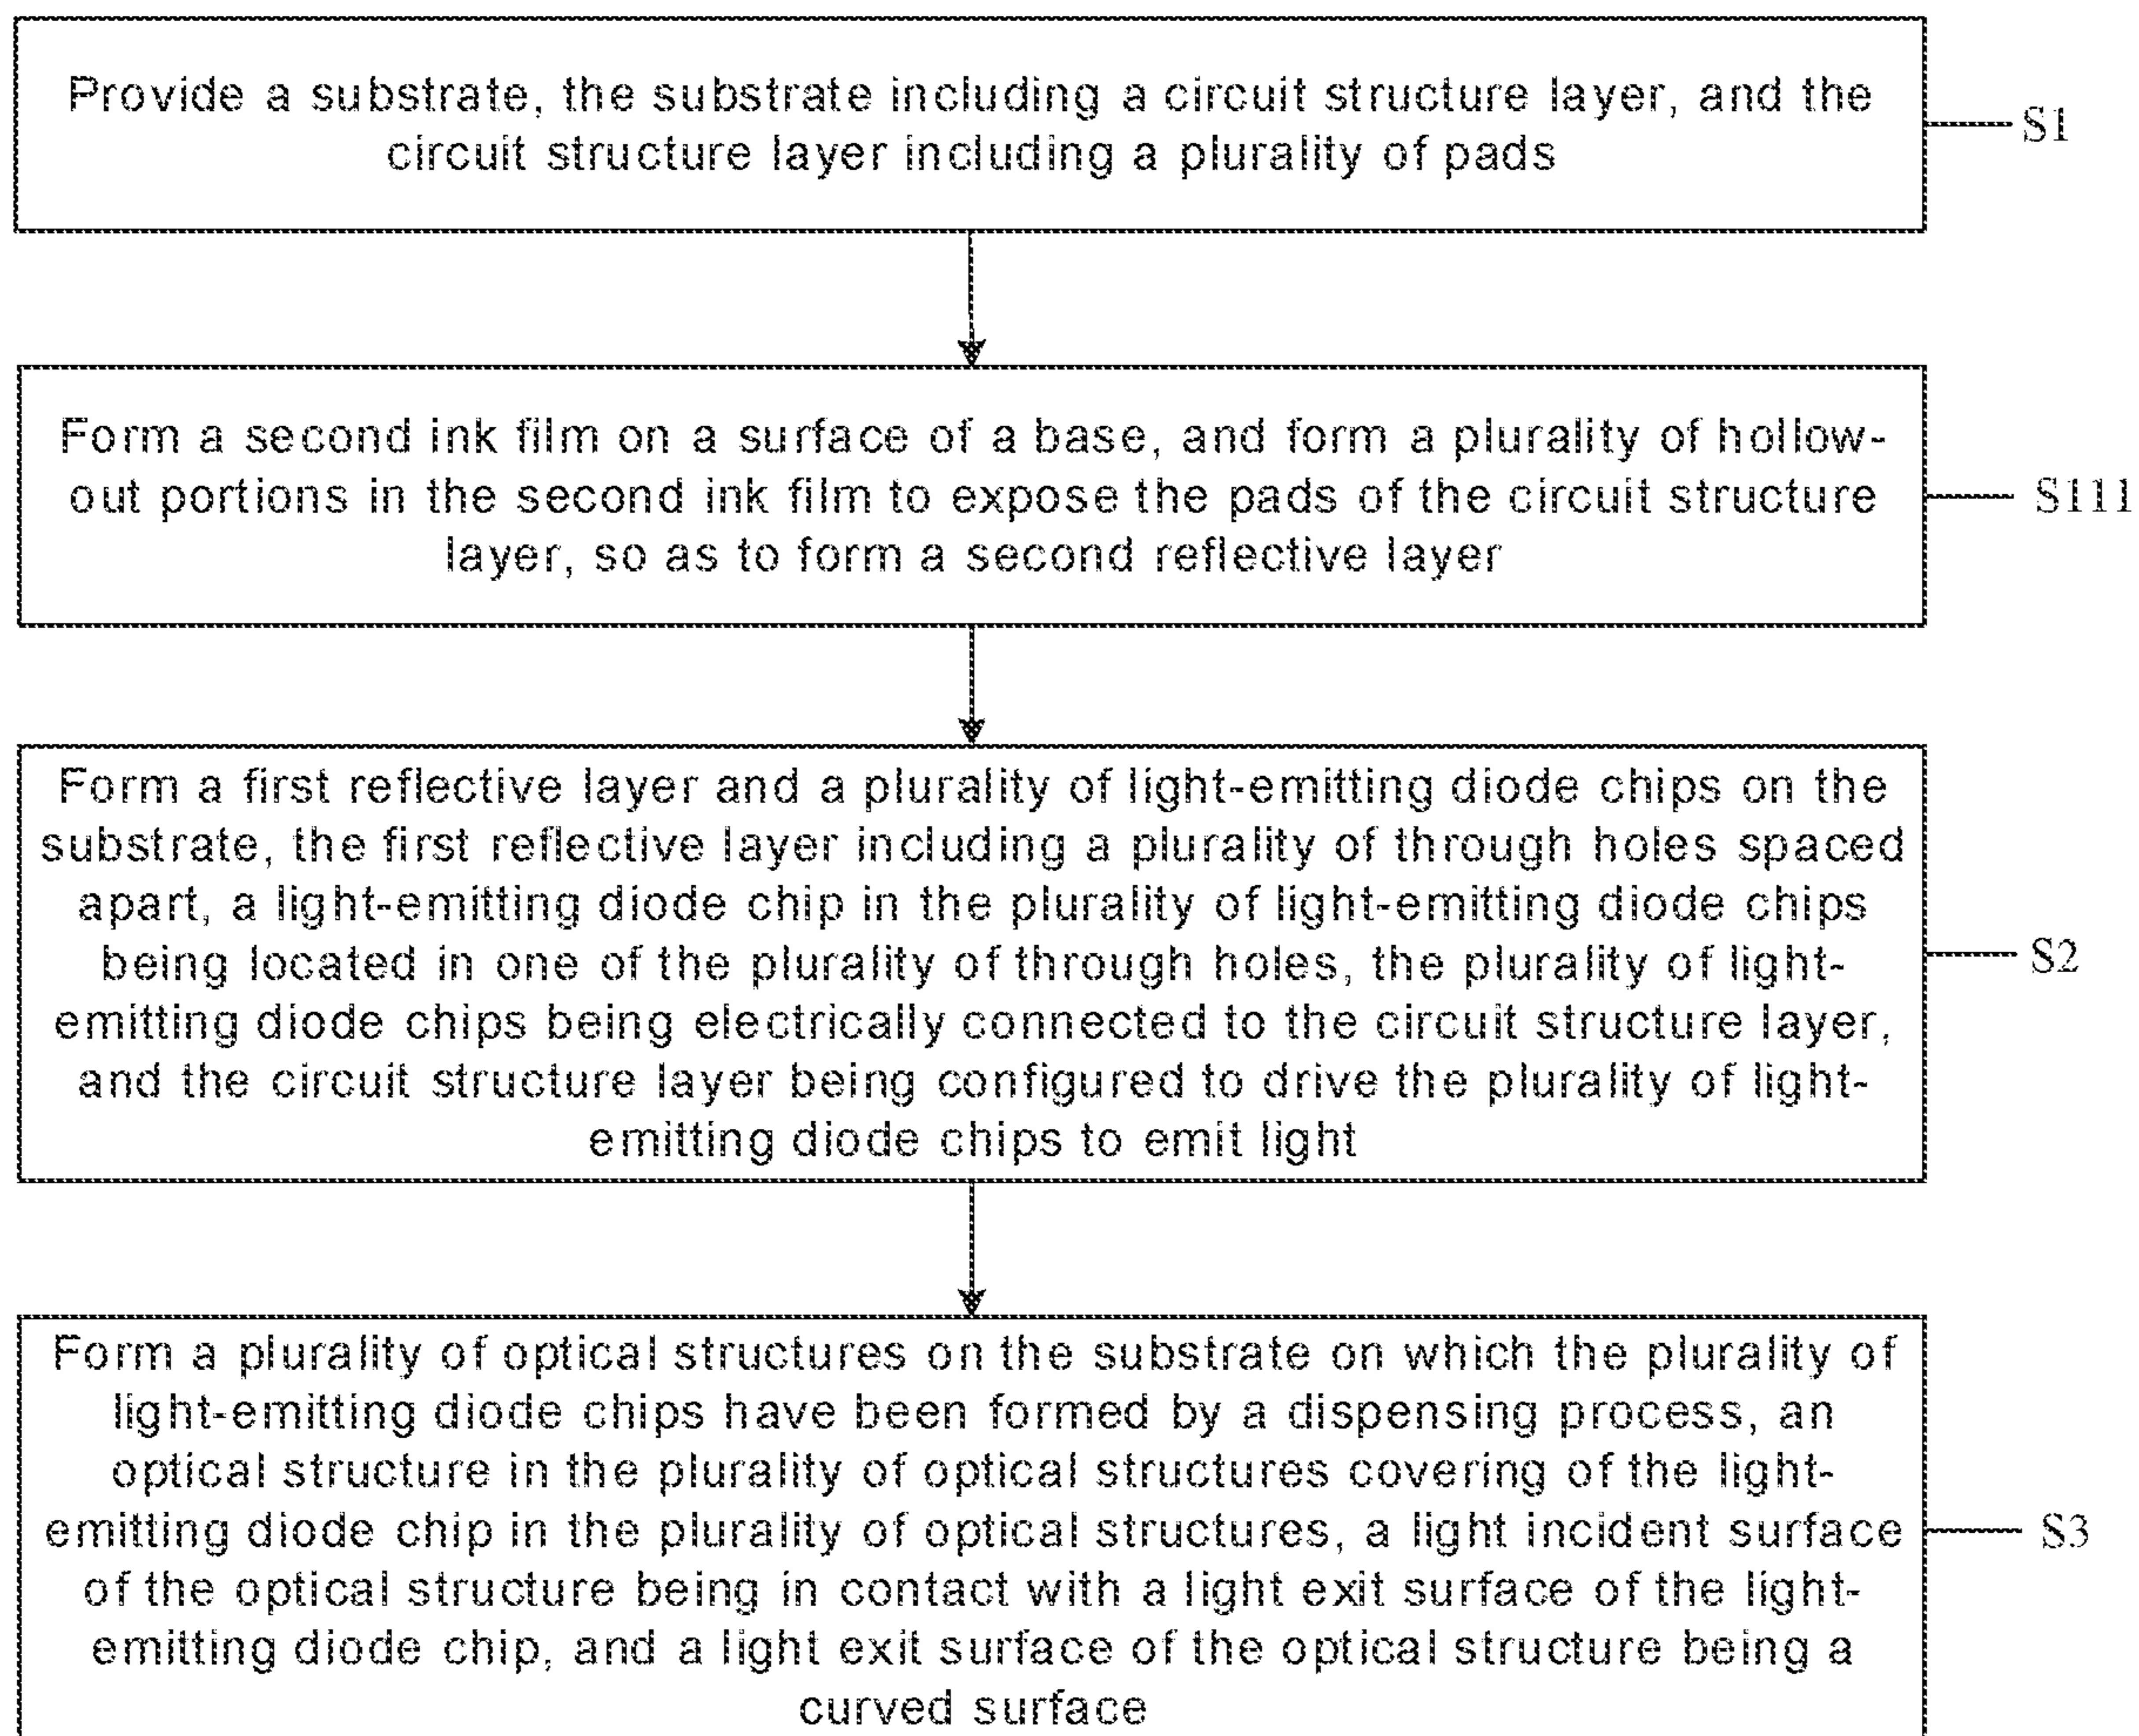 Provide a substrate, the substrate including a circuit structure layer, and the
circuit structure layer including a plurality of pads
S1
Form a second ink film on a surface of a base, and form a plurality of hollow-
out portions in the second ink film to expose the pads of the circuit structure
layer, so as to form a second reflective layer
S111
Form a first reflective layer and a plurality of light-emitting diode chips on the
substrate, the first reflective layer including a plurality of through holes spaced
apart, a light-emitting diode chip in the plurality of light-emitting diode chips
being located in one of the plurality of through holes, the plurality of light-
emitting diode chips being electrically connected to the circuit structure layer,
and the circuit structure layer being configured to drive the plurality of light-
emitting diode chips to emit light
S2
Form a plurality of optical structures on the substrate on which the plurality of
light-emitting diode chips have been formed by a dispensing process, an
optical structure in the plurality of optical structures covering of the light-
emitting diode chip in the plurality of optical structures, a light incident surface
of the optical structure being in contact with a light exit surface of the light-
emitting diode chip, and a light exit surface of the optical structure being a
curved surface
S3